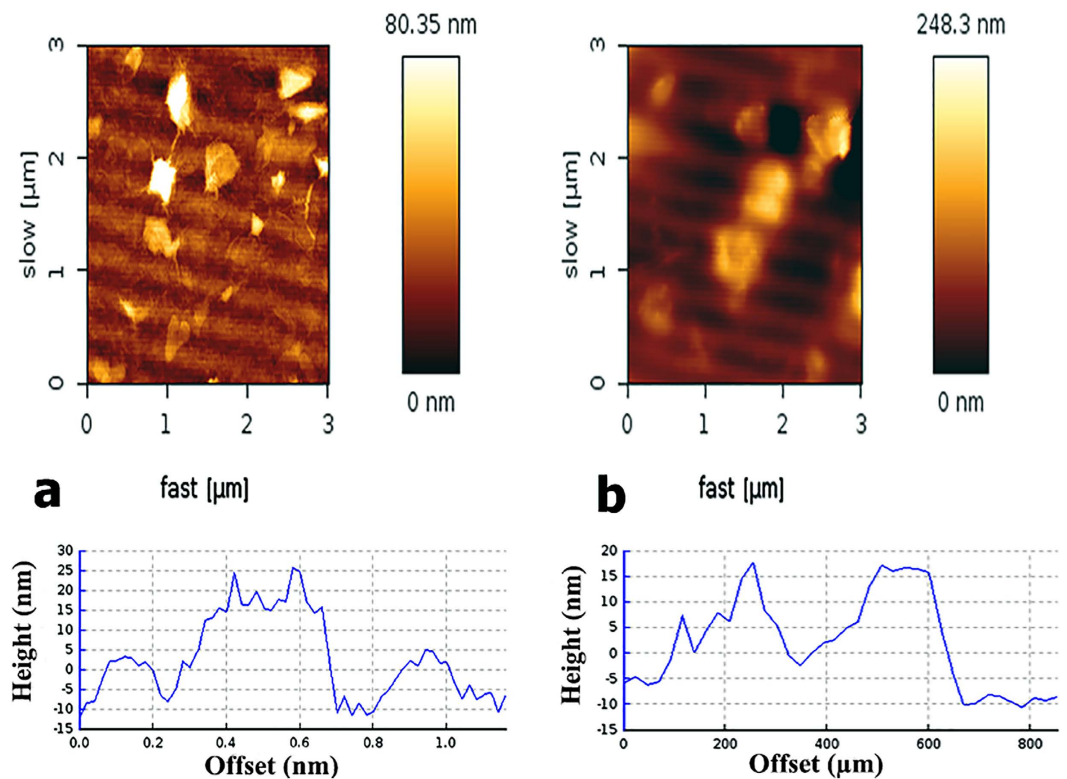 80.35 nm
3
2
1
0
slow [µm]
0 nm
0 1 2 3
fast [µm]
a
248.3 nm
3
2
1
0
slow [µm]
0 nm
0 1 2 3
fast [µm]
b
30
25
20
15
10
5
0
-5
-10
-15
Height (nm)
0.0 0.2 0.4 0.6 0.8 1.0
Offset (nm)
20
15
10
5
0
-5
-10
-15
Height (nm)
0 200 400 600 800
Offset (µm)